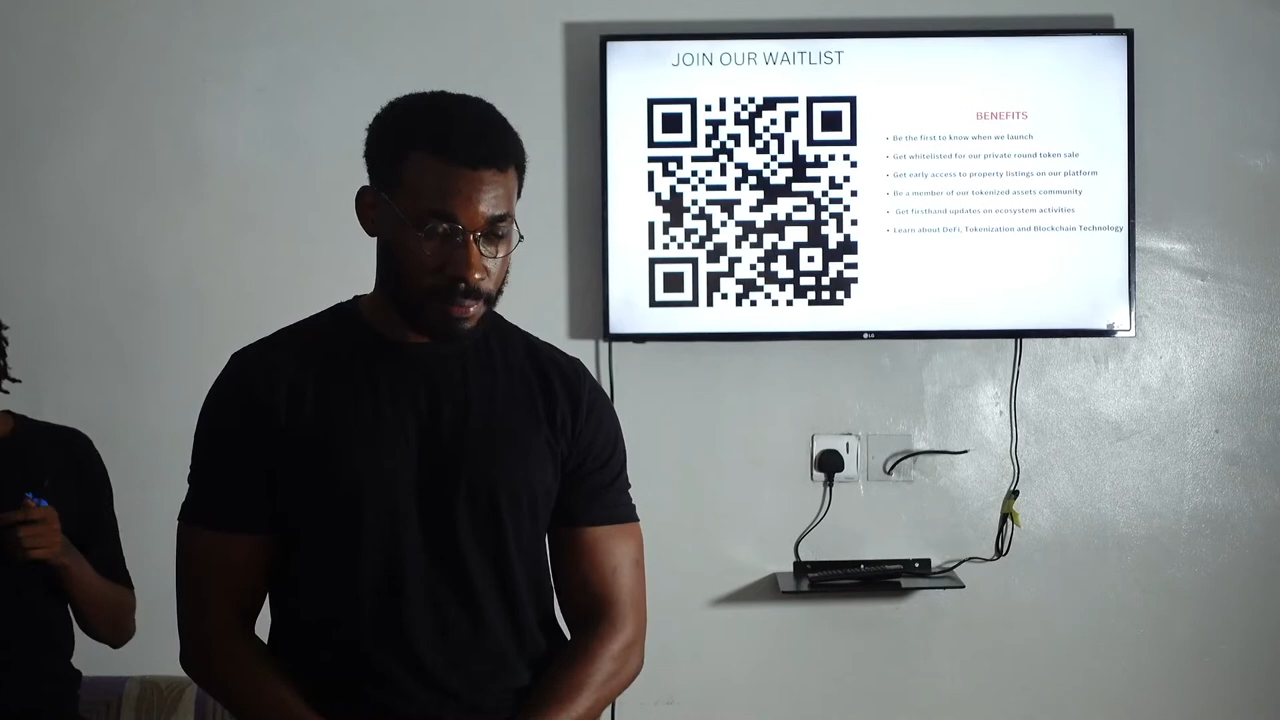 JOIN OUR WAITLIST
BENEFITS
• Be the first to know when we launch
• Get whitelisted for our private round token sale
• Get early access to property listings on our platform
• Be a member of our tokenized assets community
• Get firsthand updates on ecosystem activities
• Learn about DeFi, Tokenization and Blockchain Technology
LG